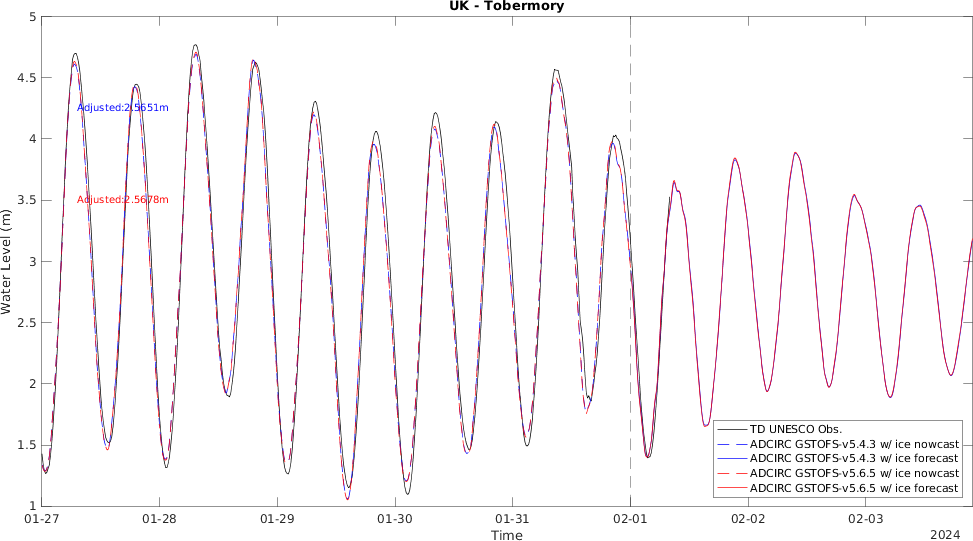 UK - Tobermory
5
4.5
4
3.5
3
2.5
2
1.5
1
Water Level (m)
Adjusted:2.5651m
Adjusted:2.5678m
TD UNESCO Obs.
ADCIRC GSTOFS-v5.4.3 w/ ice nowcast
ADCIRC GSTOFS-v5.4.3 w/ ice forecast
ADCIRC GSTOFS-v5.6.5 w/ ice nowcast
ADCIRC GSTOFS-v5.6.5 w/ ice forecast
01-27 01-28 01-29 01-30 01-31 02-01 02-02 02-03
Time
2024